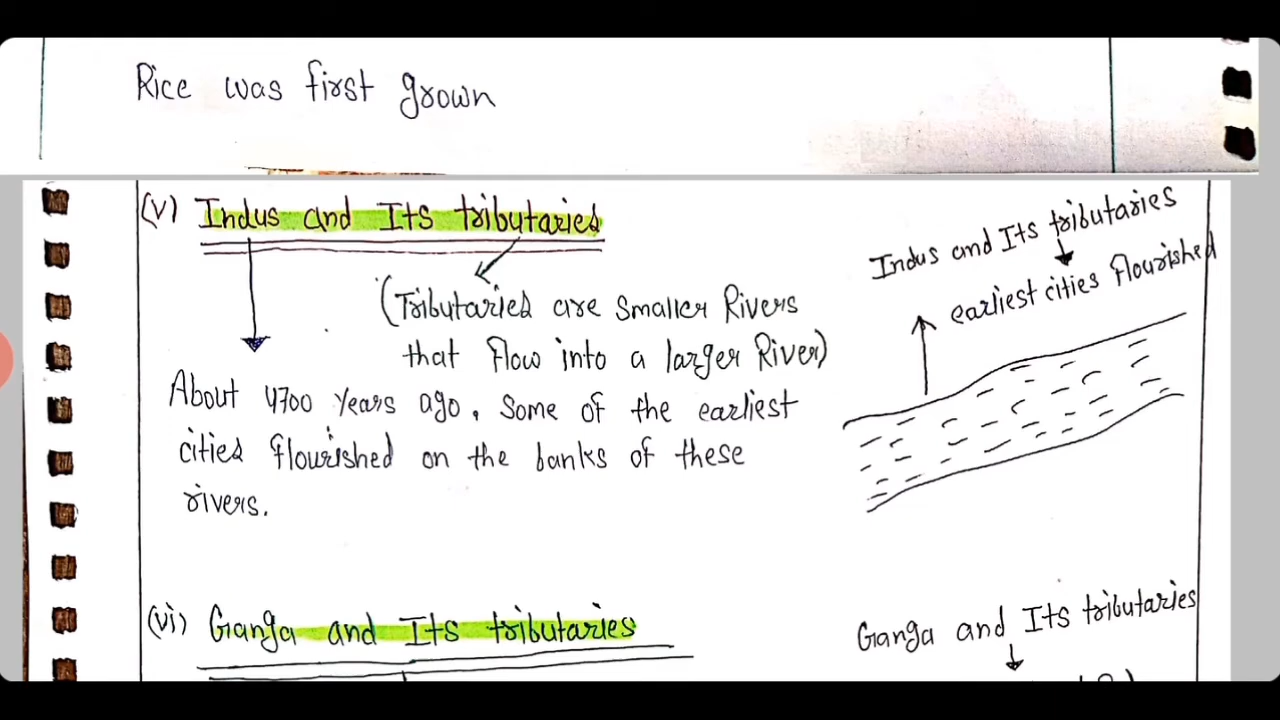 Rice was first grown
(v) Indus and Its tributaries
(Tributaries are smaller Rivers
that flow into a larger River)
About 4700 years ago, Some of the earliest
cities flourished on the banks of these
rivers.
Indus and Its tributaries
earliest cities flourished
(vi) Ganga and Its tributaries
Ganga and Its tributaries